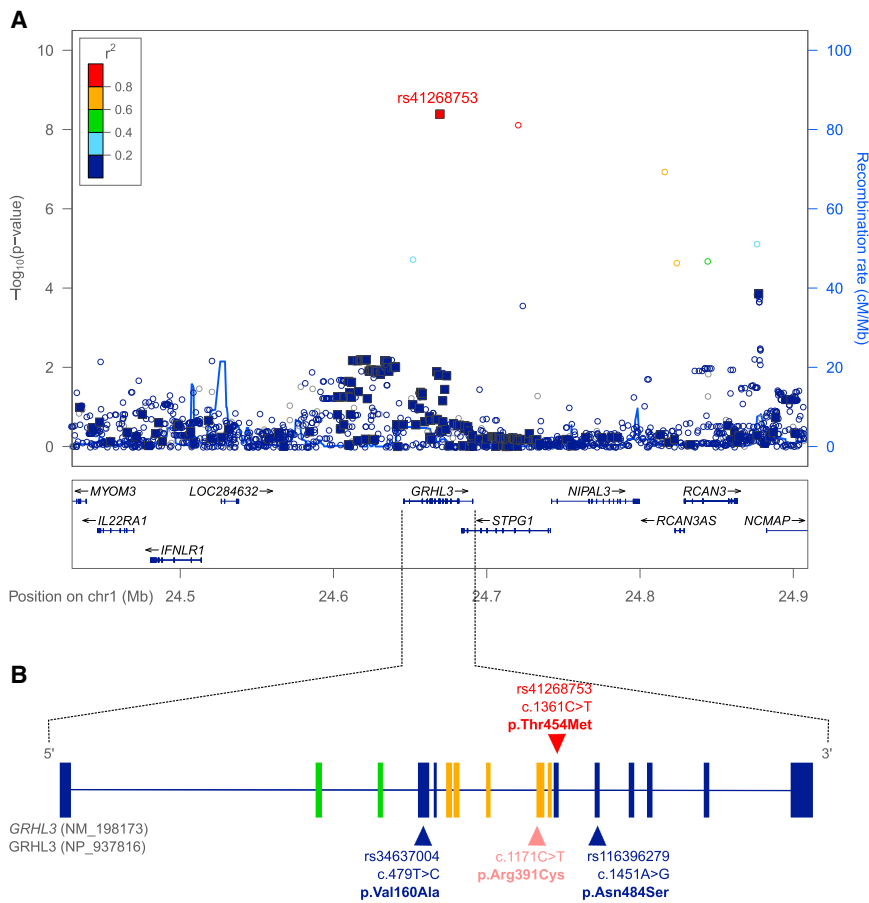 A
r2
0.8
0.6
0.4
0.2
rs41268753
10
8
6
4
2
0
−log10(p−value)
100
80
60
40
20
0
Recombination rate (cM/Mb)
MYOM3
LOC284632
GRHL3
NIPAL3
RCAN3
IL22RA1
STPG1
RCAN3AS
NCMAP
IFNLR1
Position on chr1 (Mb)
24.5
24.6
24.7
24.8
24.9
B
rs41268753
c.1361C>T
p.Thr454Met
5'
3'
GRHL3 (NM_198173)
GRHL3 (NP_937816)
rs34637004
c.479T>C
p.Val160Ala
c.1171C>T
p.Arg391Cys
rs116396279
c.1451A>G
p.Asn484Ser